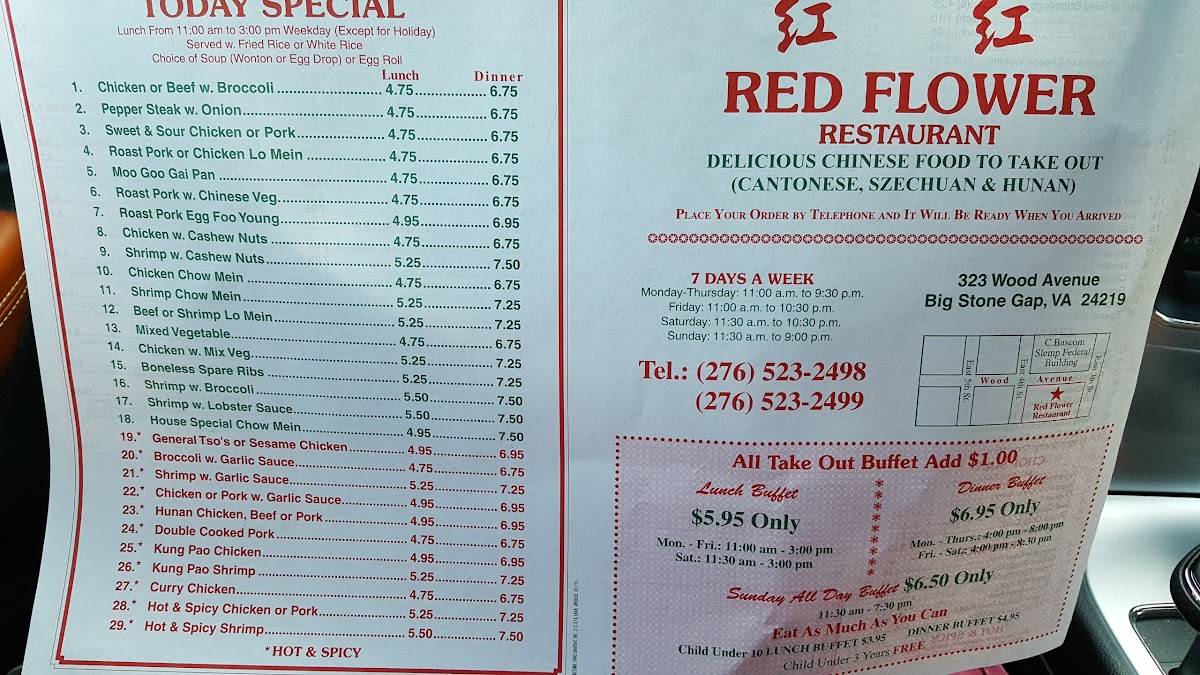 TODAY SPECIAL
Lunch From 11:00 am to 3:00 pm Weekday (Except for Holiday)
Served w. Fried Rice or White Rice
Choice of Soup (Wonton or Egg Drop) or Egg Roll
Lunch Dinner
1. Chicken or Beef w. Broccoli 4.75 6.75
2. Pepper Steak w. Onion 4.75 6.75
3. Sweet & Sour Chicken or Pork 4.75 6.75
4. Roast Pork or Chicken Lo Mein 4.75 6.75
5. Moo Goo Gai Pan 4.75 6.75
6. Roast Pork w. Chinese Veg. 4.75 6.75
7. Roast Pork Egg Foo Young 4.95 6.95
8. Chicken w. Cashew Nuts 4.75 6.75
9. Shrimp w. Cashew Nuts 5.25 7.50
10. Chicken Chow Mein 4.75 6.75
11. Shrimp Chow Mein 5.25 7.25
12. Beef or Shrimp Lo Mein 5.25 7.25
13. Mixed Vegetable 4.75 6.75
14. Chicken w. Mix Veg. 5.25 7.25
15. Boneless Spare Ribs 5.25 7.25
16. Shrimp w. Broccoli 5.50 7.50
17. Shrimp w. Lobster Sauce 5.50 7.50
18. House Special Chow Mein 4.95 7.50
19.* General Tso's or Sesame Chicken 4.95 6.95
20.* Broccoli w. Garlic Sauce 4.75 6.75
21.* Shrimp w. Garlic Sauce 5.25 7.25
22.* Chicken or Pork w. Garlic Sauce 4.95 6.95
23.* Hunan Chicken, Beef or Pork 4.95 6.95
24.* Double Cooked Pork 4.75 6.75
25.* Kung Pao Chicken 4.95 6.95
26.* Kung Pao Shrimp 5.25 7.25
27.* Curry Chicken 4.75 6.75
28.* Hot & Spicy Chicken or Pork 5.25 7.25
29.* Hot & Spicy Shrimp 5.50 7.50
*HOT & SPICY
红 红
RED FLOWER
RESTAURANT
DELICIOUS CHINESE FOOD TO TAKE OUT
(CANTONESE, SZECHUAN & HUNAN)
PLACE YOUR ORDER BY TELEPHONE AND IT WILL BE READY WHEN YOU ARRIVED
7 DAYS A WEEK
Monday-Thursday: 11:00 a.m. to 9:30 p.m.
Friday: 11:00 a.m. to 10:30 p.m.
Saturday: 11:30 a.m. to 10:30 p.m.
Sunday: 11:30 a.m. to 9:00 p.m.
Tel.: (276) 523-2498
(276) 523-2499
323 Wood Avenue
Big Stone Gap, VA 24219
C.Bascom
Slemp Federal
Building
East 5th St
East 4th St
Wood Avenue
Red Flower
Restaurant
All Take Out Buffet Add $1.00
Lunch Buffet
$5.95 Only
Mon. - Fri.: 11:00 am - 3:00 pm
Sat.: 11:30 am - 3:00 pm
Dinner Buffet
$6.95 Only
Mon. - Thurs.: 4:00 pm - 8:00 pm
Fri. - Sat.: 4:00 pm - 8:30 pm
Sunday All Day Buffet $6.50 Only
11:30 am - 7:30 pm
Eat As Much As You Can
Child Under 10 LUNCH BUFFET $3.95 DINNER BUFFET $4.95
Child Under 3 Years FREE